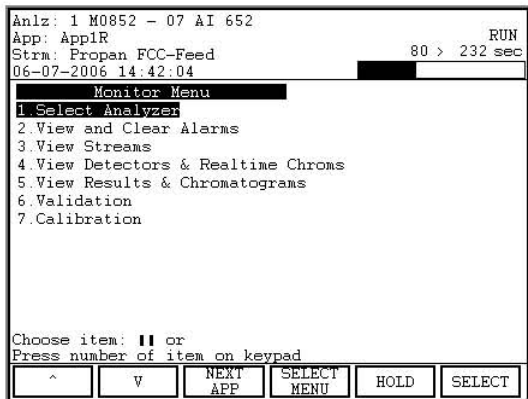 Anlz: 1 M0852 - 07 AI 652
App: App1R
RUN
Strm: Propan FCC-Feed
80 > 232 sec
06-07-2006 14:42:04
Monitor Menu
1.Select Analyzer
2.View and Clear Alarms
3.View Streams
4.View Detectors & Realtime Chroms
5.View Results & Chromatograms
6.Validation
7.Calibration
Choose item: or
Press number of item on keypad
^
V
NEXT
APP
SELECT
MENU
HOLD
SELECT